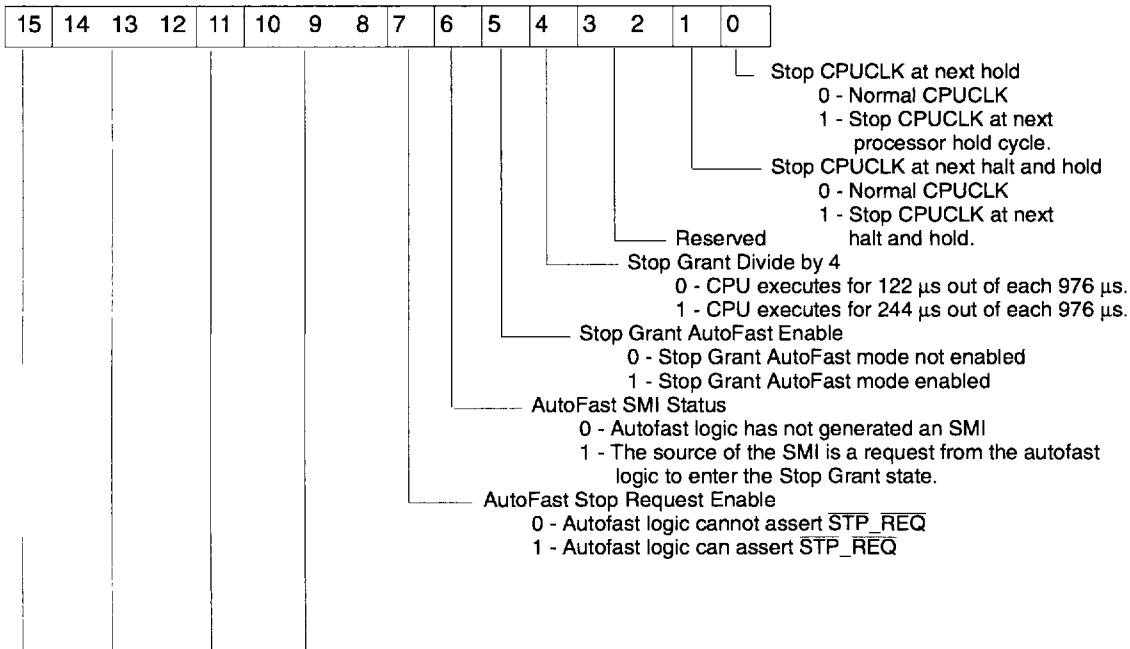 15 14 13 12 11 10 9 8 7 6 5 4 3 2 1 0
Stop CPUCLK at next hold
0 - Normal CPUCLK
1 - Stop CPUCLK at next
processor hold cycle.
Stop CPUCLK at next halt and hold
0 - Normal CPUCLK
1 - Stop CPUCLK at next
halt and hold.
Reserved
Stop Grant Divide by 4
0 - CPU executes for 122 μs out of each 976 μs.
1 - CPU executes for 244 μs out of each 976 μs.
Stop Grant AutoFast Enable
0 - Stop Grant AutoFast mode not enabled
1 - Stop Grant AutoFast mode enabled
AutoFast SMI Status
0 - Autofast logic has not generated an SMI
1 - The source of the SMI is a request from the autofast
logic to enter the Stop Grant state.
AutoFast Stop Request Enable
0 - Autofast logic cannot assert S̅T̅P̅_R̅E̅Q̅
1 - Autofast logic can assert S̅T̅P̅_R̅E̅Q̅